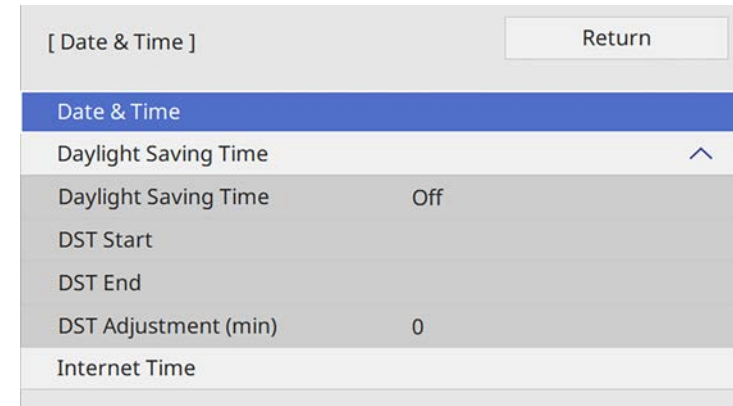 [ Date & Time ]
Return
Date & Time
Daylight Saving Time
Daylight Saving Time Off
DST Start
DST End
DST Adjustment (min) 0
Internet Time